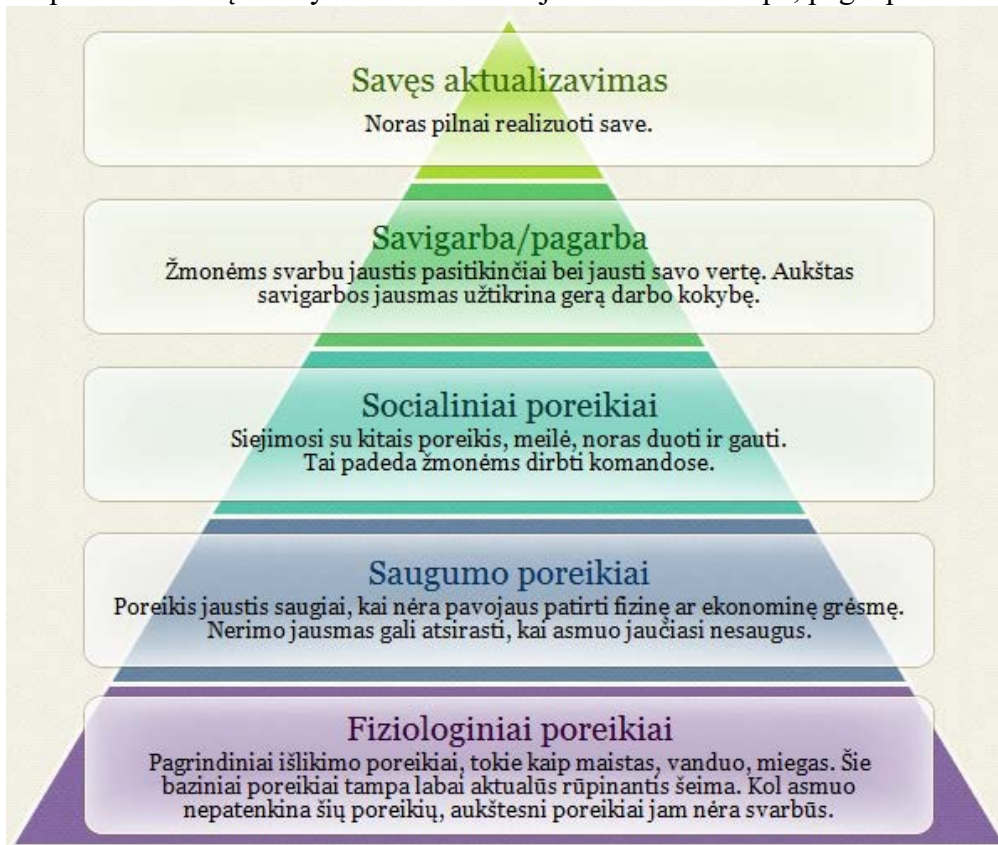 Savęs aktualizavimas
Noras pilnai realizuoti save.
Savigarba/pagarba
Žmonėms svarbu jaustis pasitikinčiai bei jausti savo vertę. Aukštas
savigarbos jausmas užtikrina gerą darbo kokybę.
Socialiniai poreikiai
Siejimosi su kitais poreikis, meilė, noras duoti ir gauti.
Tai padeda žmonėms dirbti komandose.
Saugumo poreikiai
Poreikis jaustis saugiai, kai nėra pavojaus patirti fizinę ar ekonominę grėsmę.
Nerimo jausmas gali atsirasti, kai asmuo jaučiasi nesaugus.
Fiziologiniai poreikiai
Pagrindiniai išlikimo poreikiai, tokie kaip maistas, vanduo, miegas. Šie
baziniai poreikiai tampa labai aktualūs rūpinantis šeima. Kol asmuo
nepatenkina šių poreikių, aukštesni poreikiai jam nėra svarbūs.